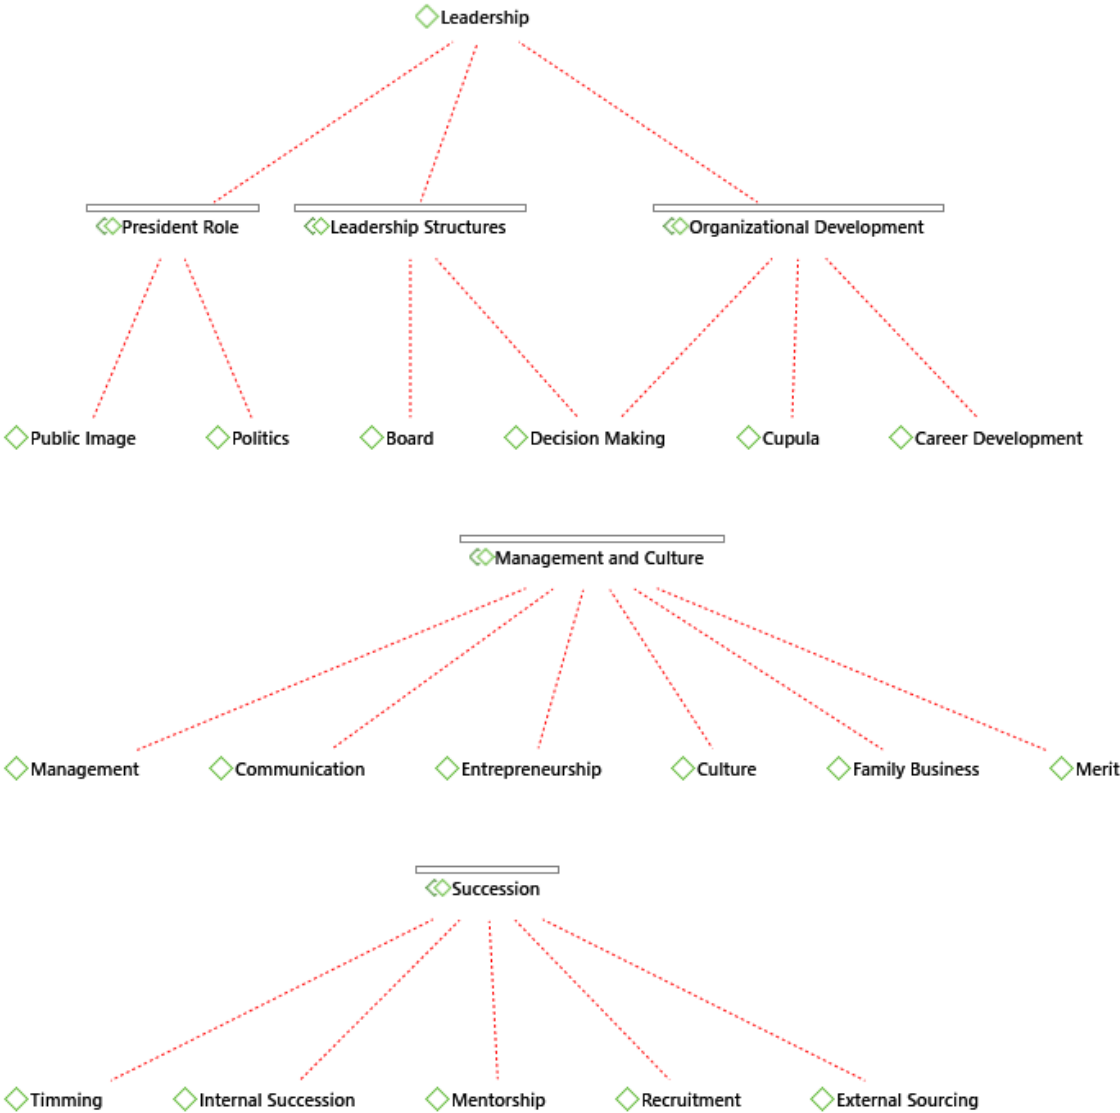 Leadership
President Role
Leadership Structures
Organizational Development
Public Image
Politics
Board
Decision Making
Cupula
Career Development
Management and Culture
Management
Communication
Entrepreneurship
Culture
Family Business
Merit
Succession
Timming
Internal Succession
Mentorship
Recruitment
External Sourcing